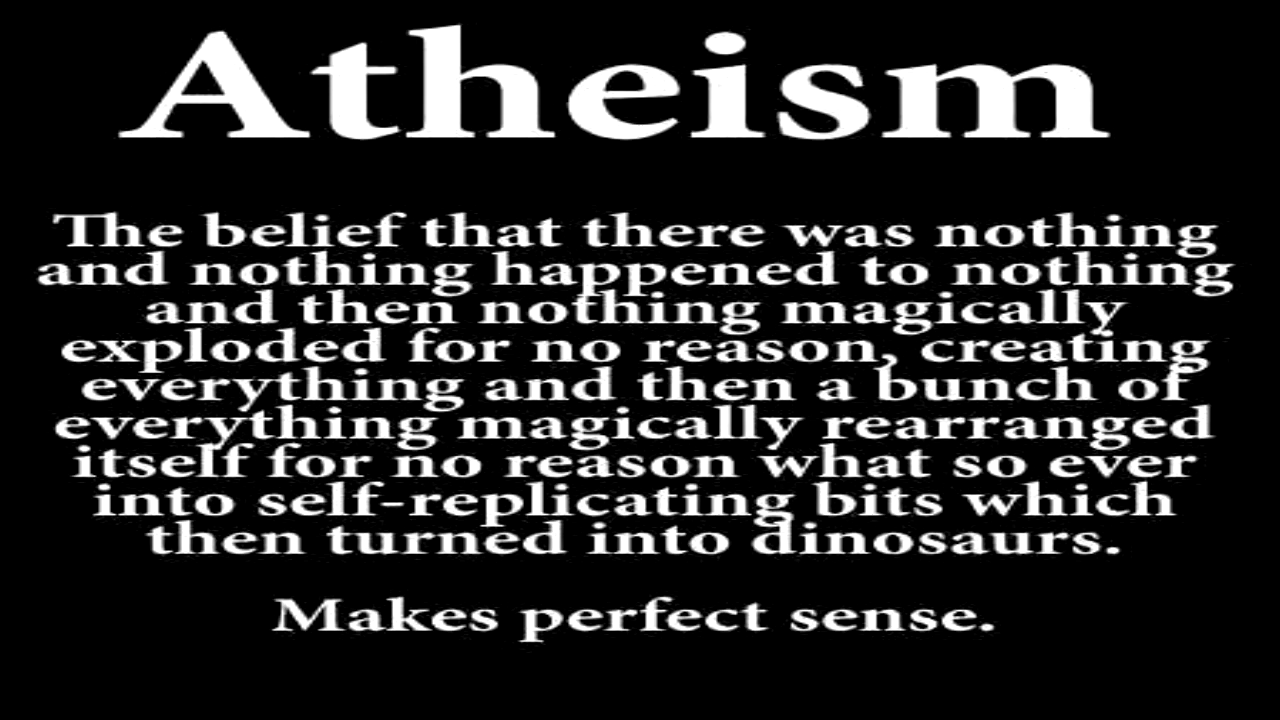 Atheism
The belief that there was nothing
and nothing happened to nothing
and then nothing magically
exploded for no reason, creating
everything and then a bunch of
everything magically rearranged
itself for no reason what so ever
into self-replicating bits which
then turned into dinosaurs.
Makes perfect sense.